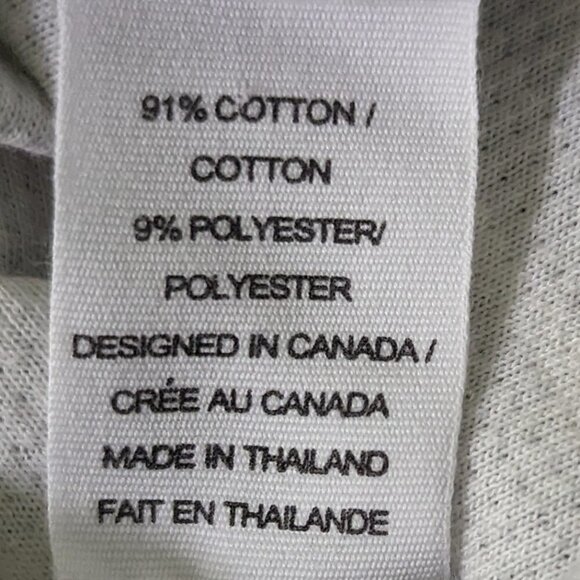 91% COTTON /
COTTON
9% POLYESTER/
POLYESTER
DESIGNED IN CANADA /
CRÉE AU CANADA
MADE IN THAILAND
FAIT EN THAILANDE